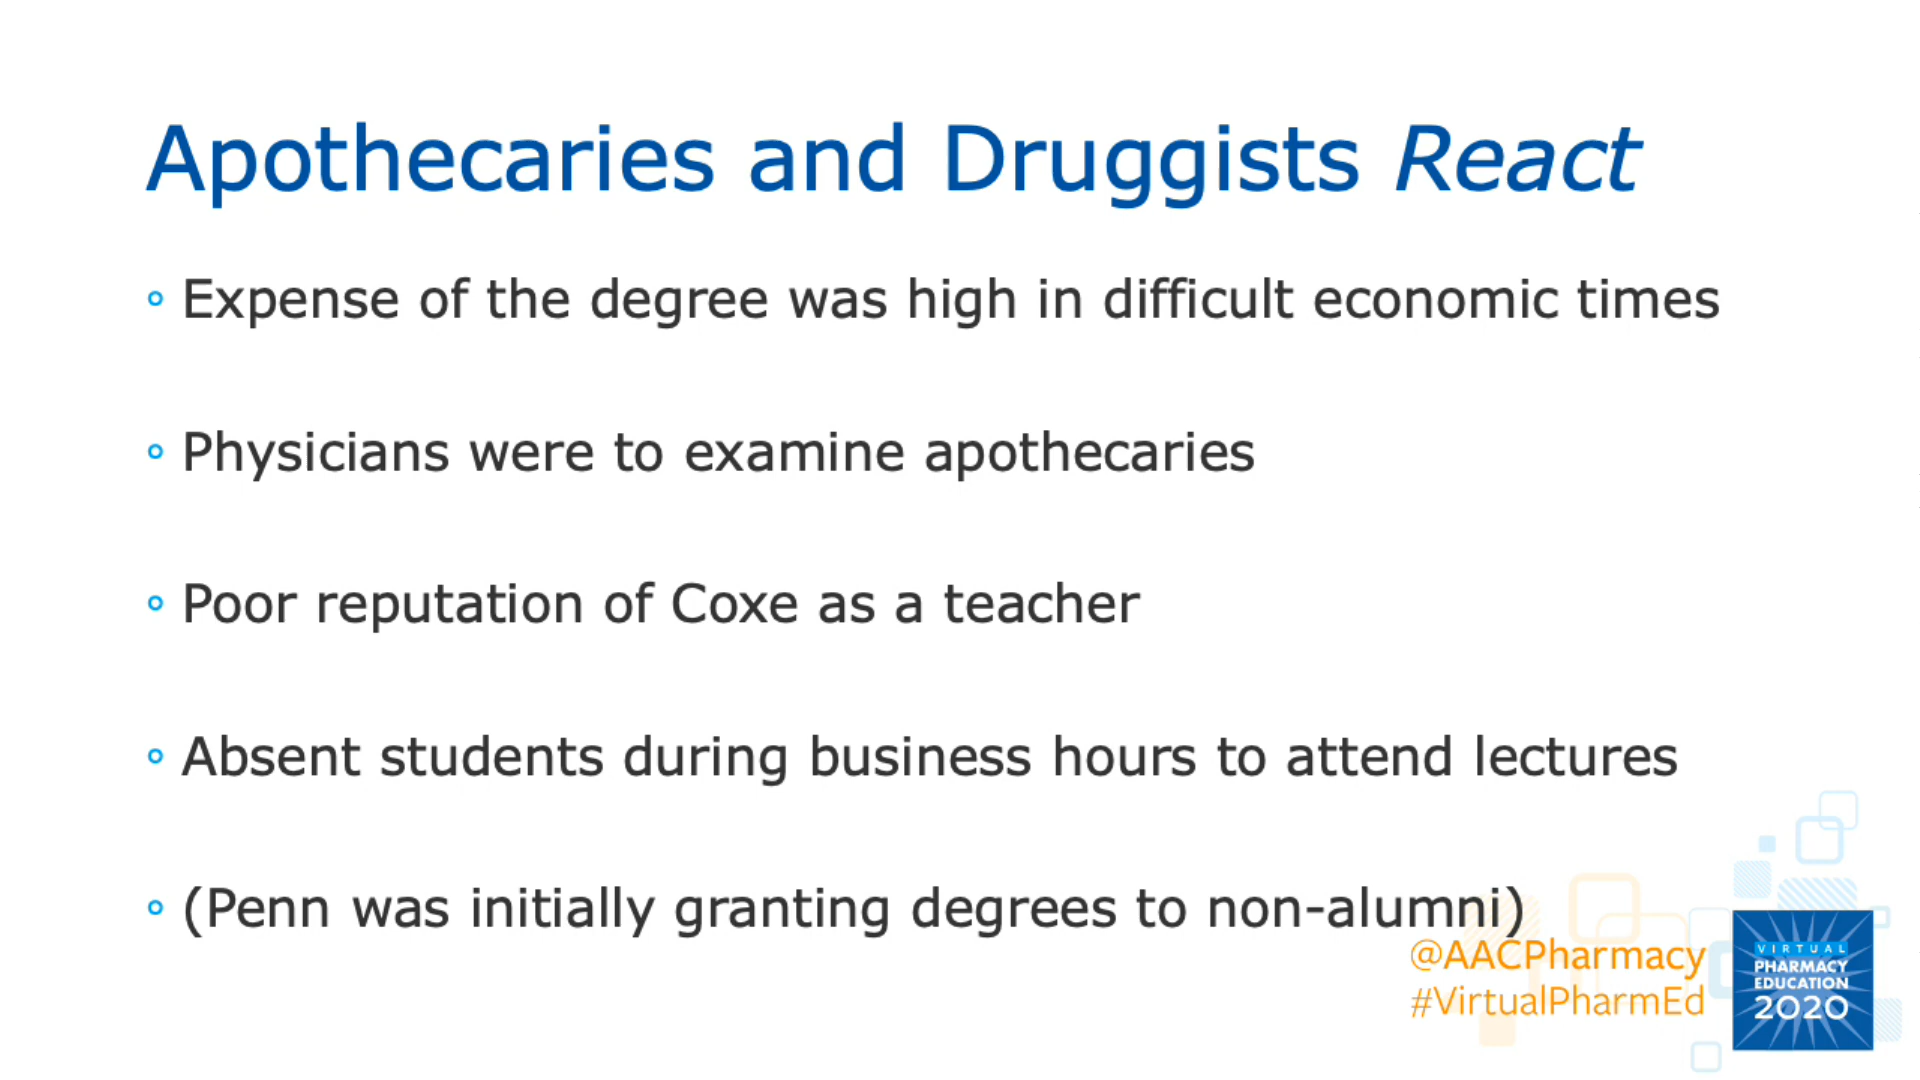 Apothecaries and Druggists React
Expense of the degree was high in difficult economic times
Physicians were to examine apothecaries
Poor reputation of Coxe as a teacher
Absent students during business hours to attend lectures
(Penn was initially granting degrees to non-alumni)
@AACPharmacy
#VirtualPharmEd
VIRTUAL
PHARMACY
EDUCATION
2020